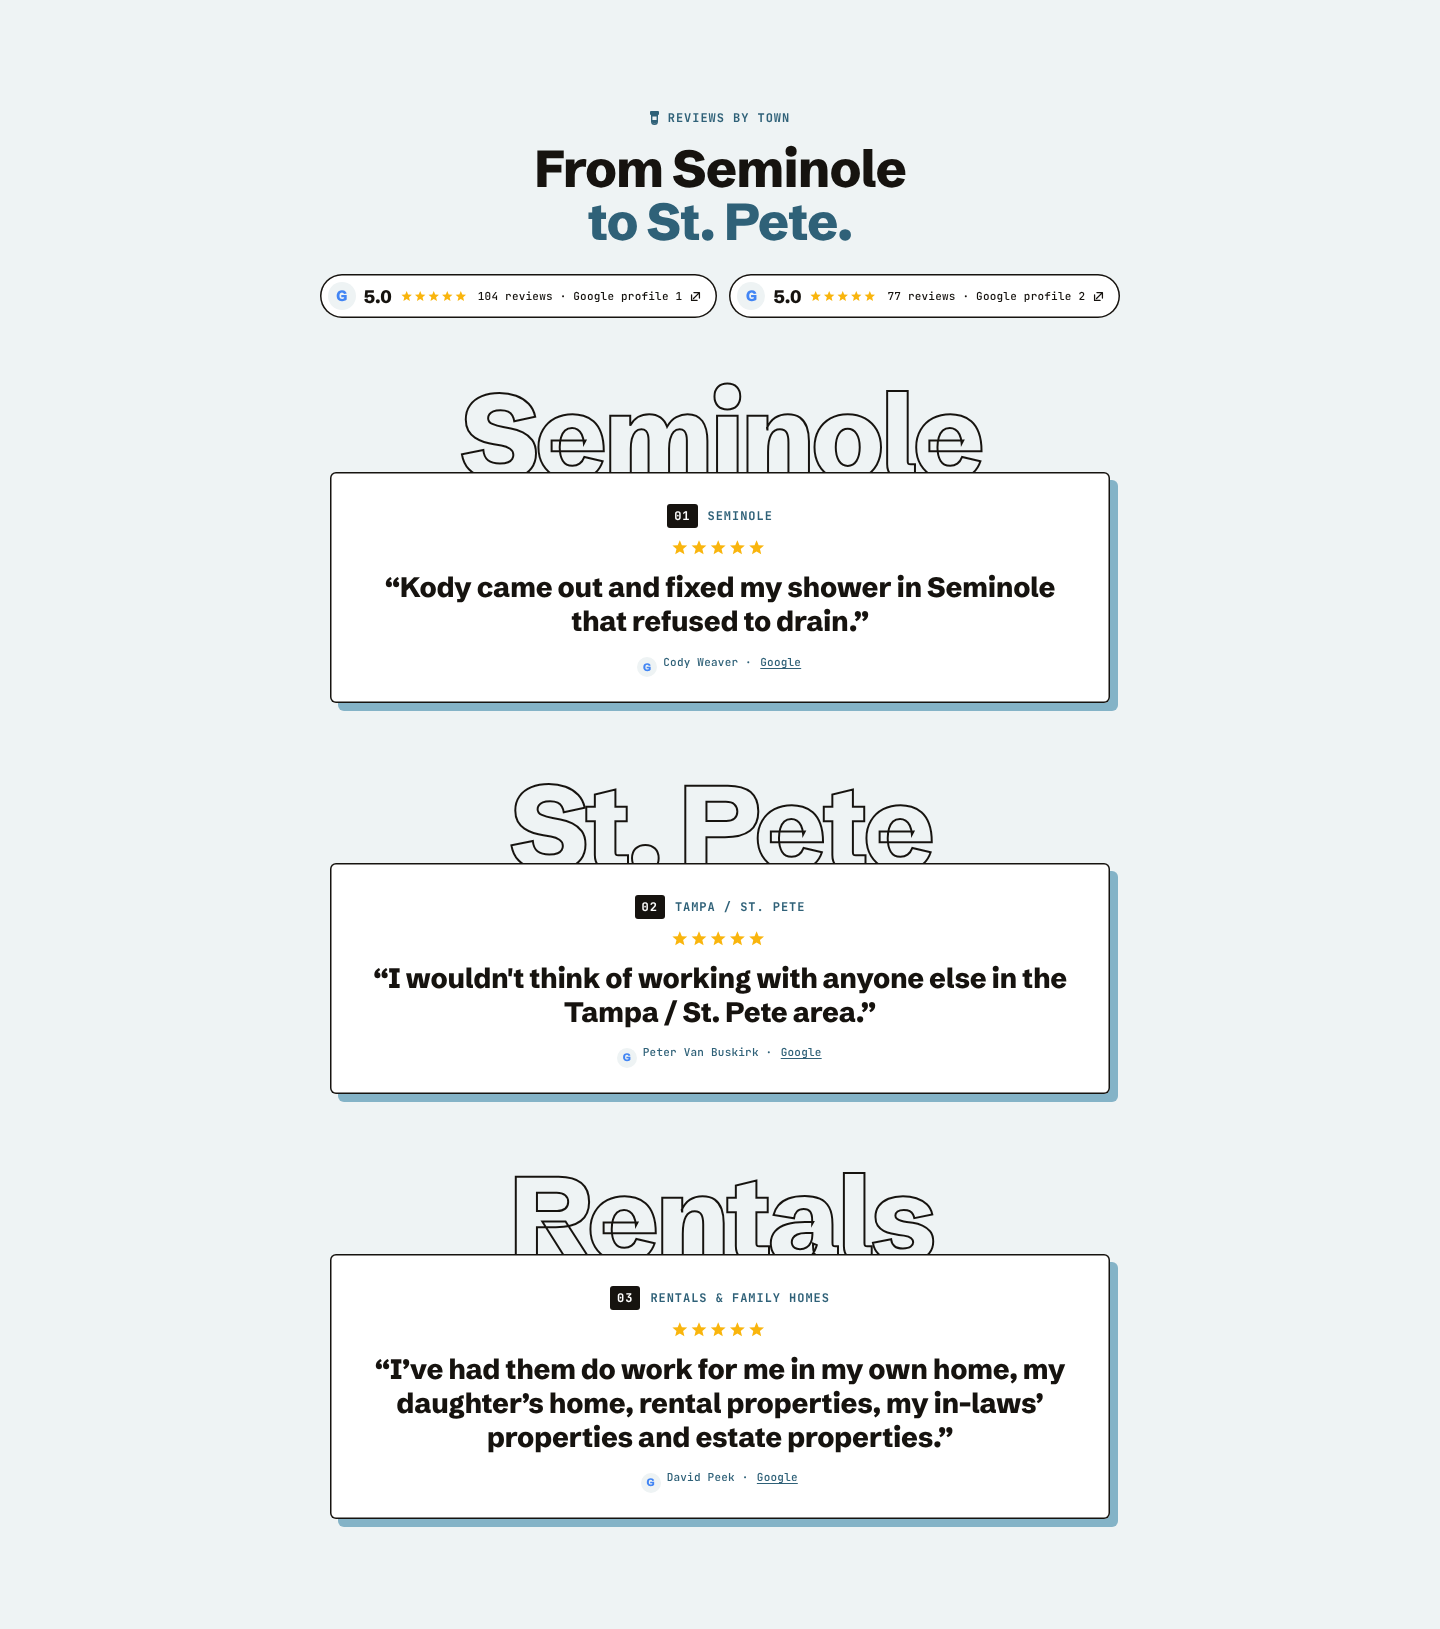 REVIEWS BY TOWN
From Seminole
to St. Pete.
G 5.0 ★★★★★ 104 reviews · Google profile 1
G 5.0 ★★★★★ 77 reviews · Google profile 2
Seminole
01 SEMINOLE
★★★★★
“Kody came out and fixed my shower in Seminole
that refused to drain.”
G Cody Weaver · Google
St. Pete
02 TAMPA / ST. PETE
★★★★★
“I wouldn't think of working with anyone else in the
Tampa / St. Pete area.”
G Peter Van Buskirk · Google
Rentals
03 RENTALS & FAMILY HOMES
★★★★★
“I’ve had them do work for me in my own home, my
daughter’s home, rental properties, my in-laws’
properties and estate properties.”
G David Peek · Google